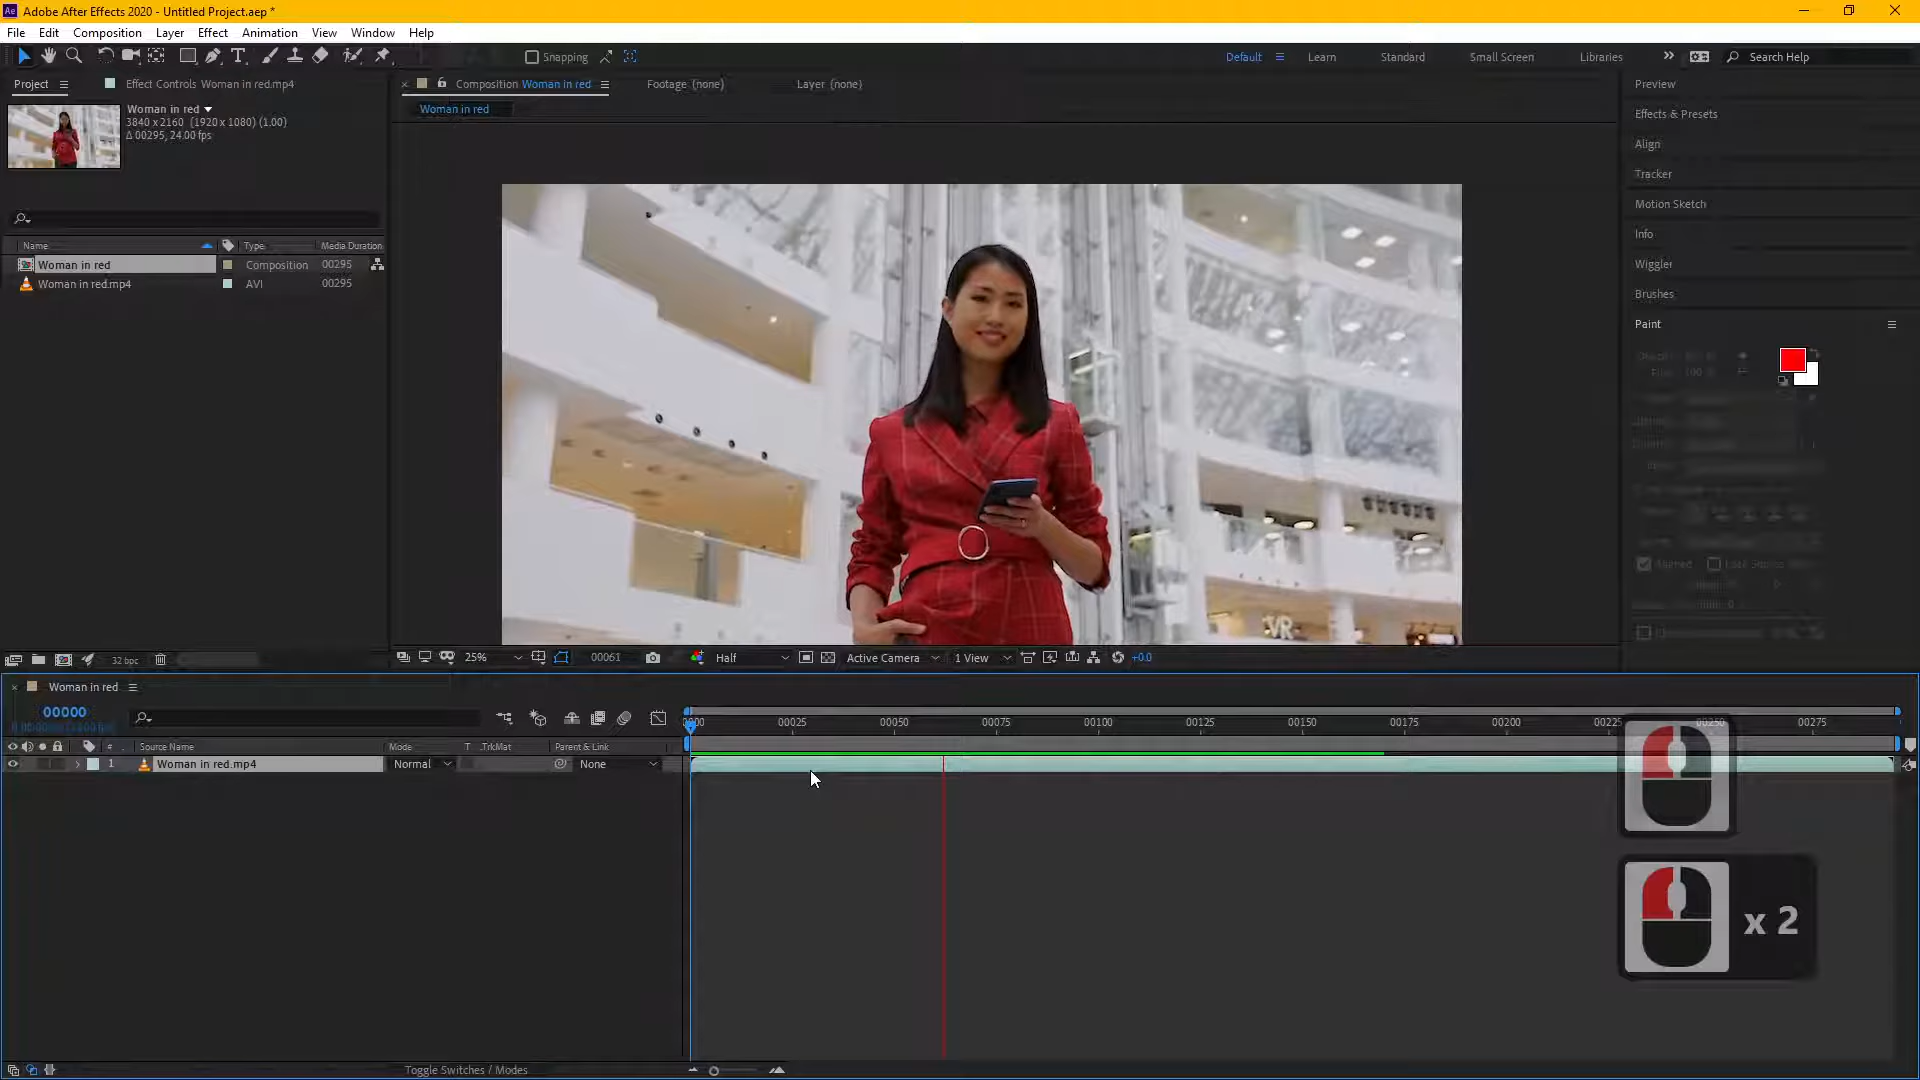 Adobe After Effects 2020 - Untitled Project.aep *
File Edit Composition Layer Effect Animation View Window Help
Snapping
Default Learn Standard Small Screen Libraries Search Help
Project Effect Controls Woman in red.mp4
Composition Woman in red Footage (none) Layer (none)
Woman in red
Woman in red
3840 x 2160 (1920 x 1080) (1.00)
Δ 00295, 24.00 fps
Name Type Media Duration
Woman in red Composition 00295
Woman in red.mp4 AVI 00295
32 bpc
VR
25% 00061 Half Active Camera 1 View +0.0
Preview
Effects & Presets
Align
Tracker
Motion Sketch
Info
Wiggler
Brushes
Paint
Woman in red
00000
00025 00050 00075 00100 00125 00150 00175 00200 00225 00250 00275
# Source Name Mode T .TrkMat Parent & Link
1 Woman in red.mp4 Normal None
x 2
Toggle Switches / Modes